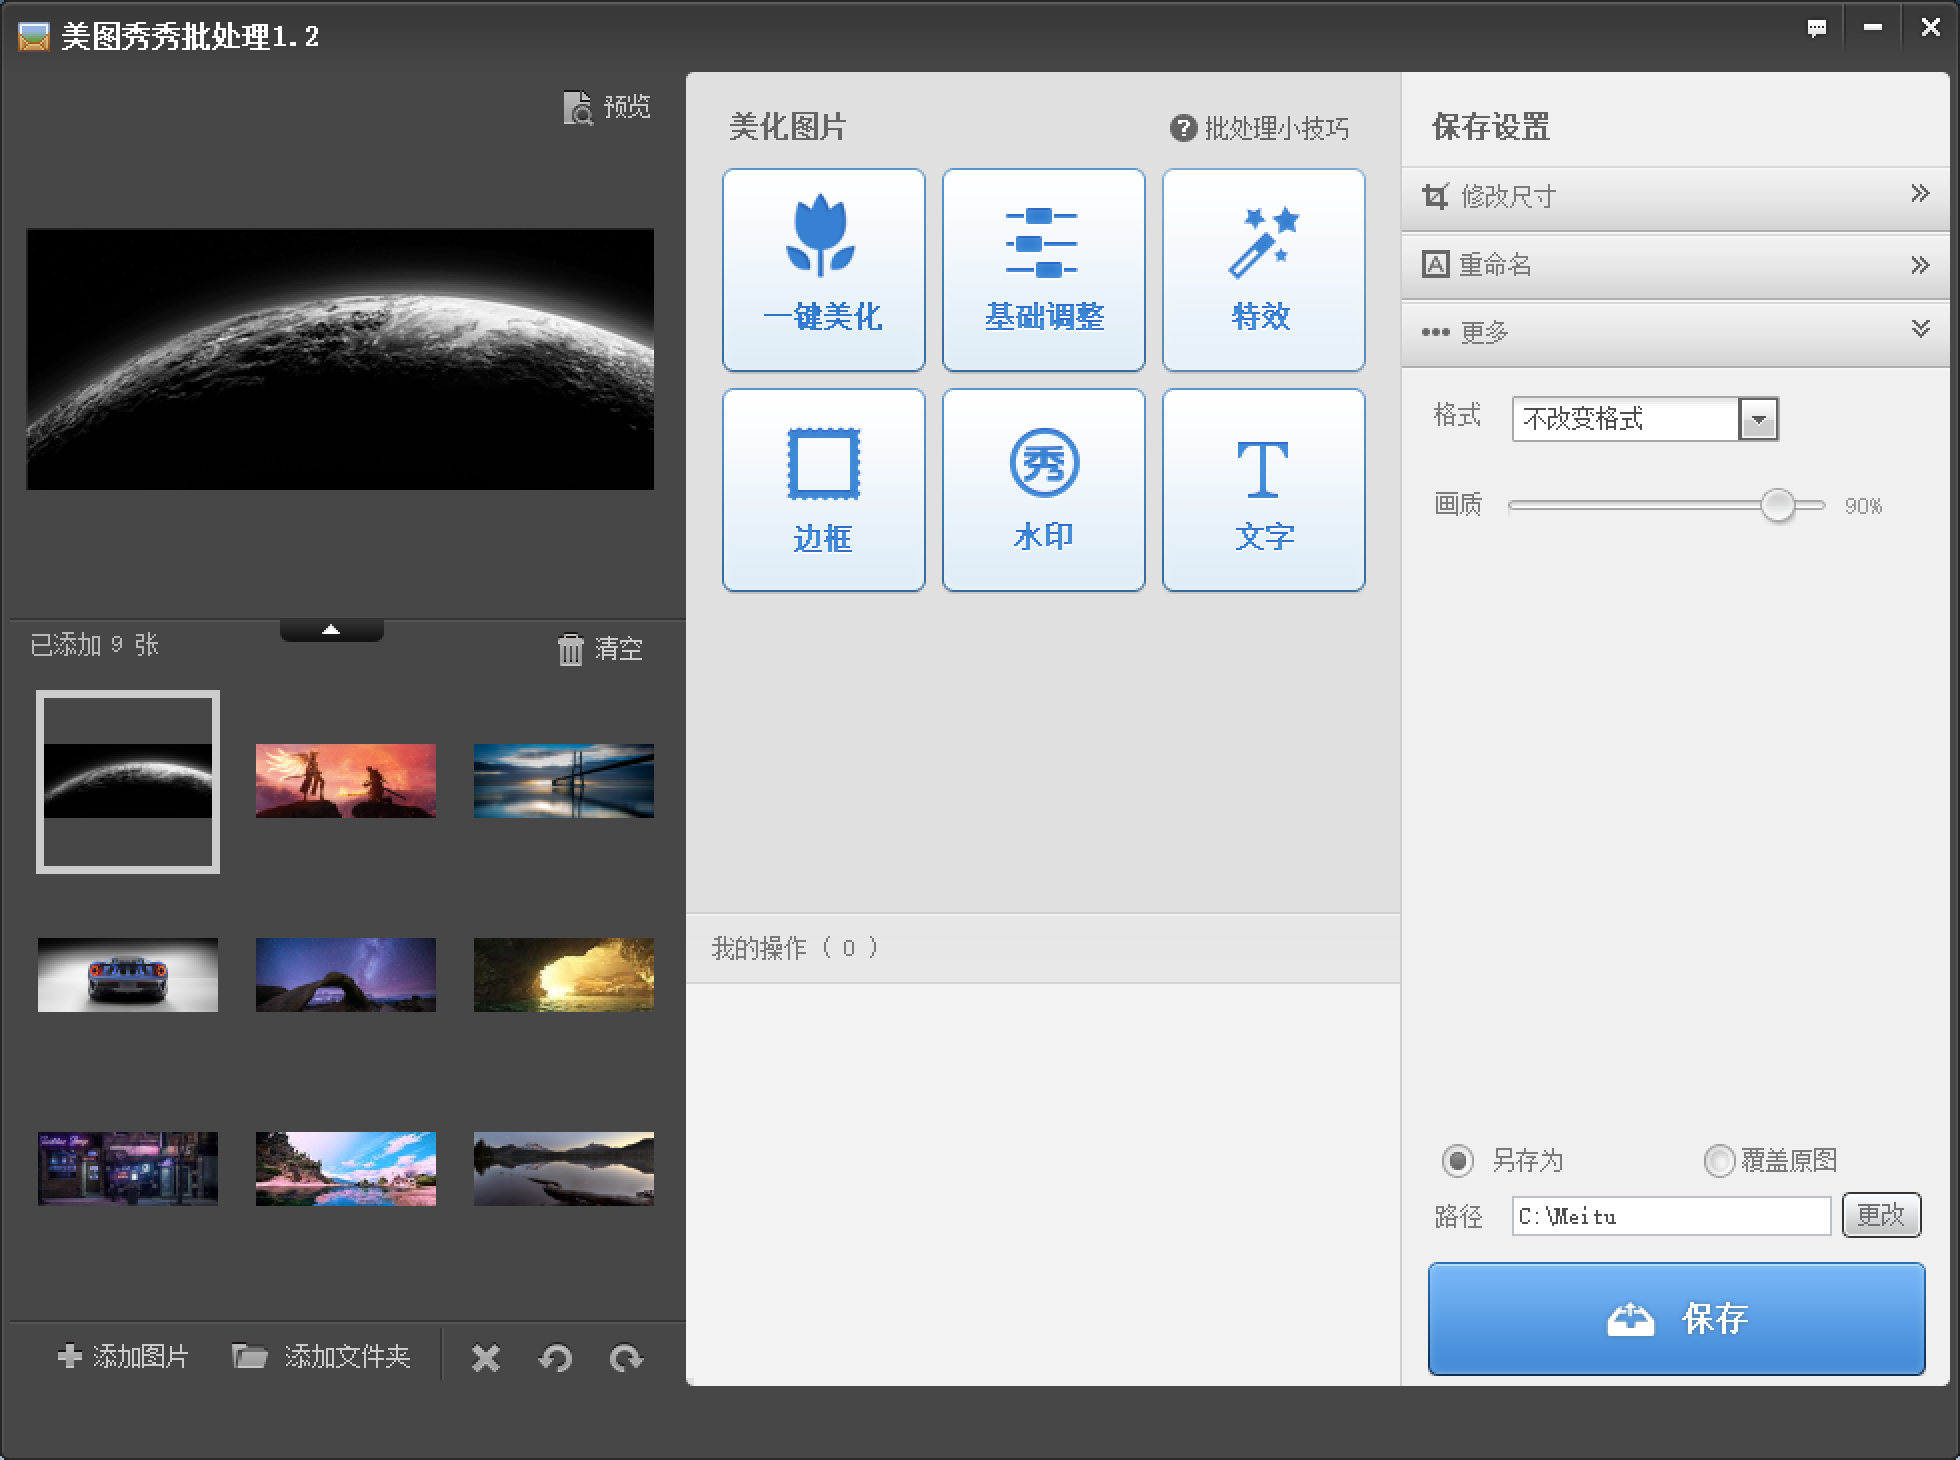 美图秀秀批处理1.2
预览
已添加 9 张
清空
添加图片
添加文件夹
美化图片
批处理小技巧
一键美化
基础调整
特效
边框
秀
水印
T
文字
我的操作（ 0 ）
保存设置
修改尺寸
A 重命名
更多
格式
不改变格式
画质
90%
另存为
覆盖原图
路径
C:\Meitu
更改
保存